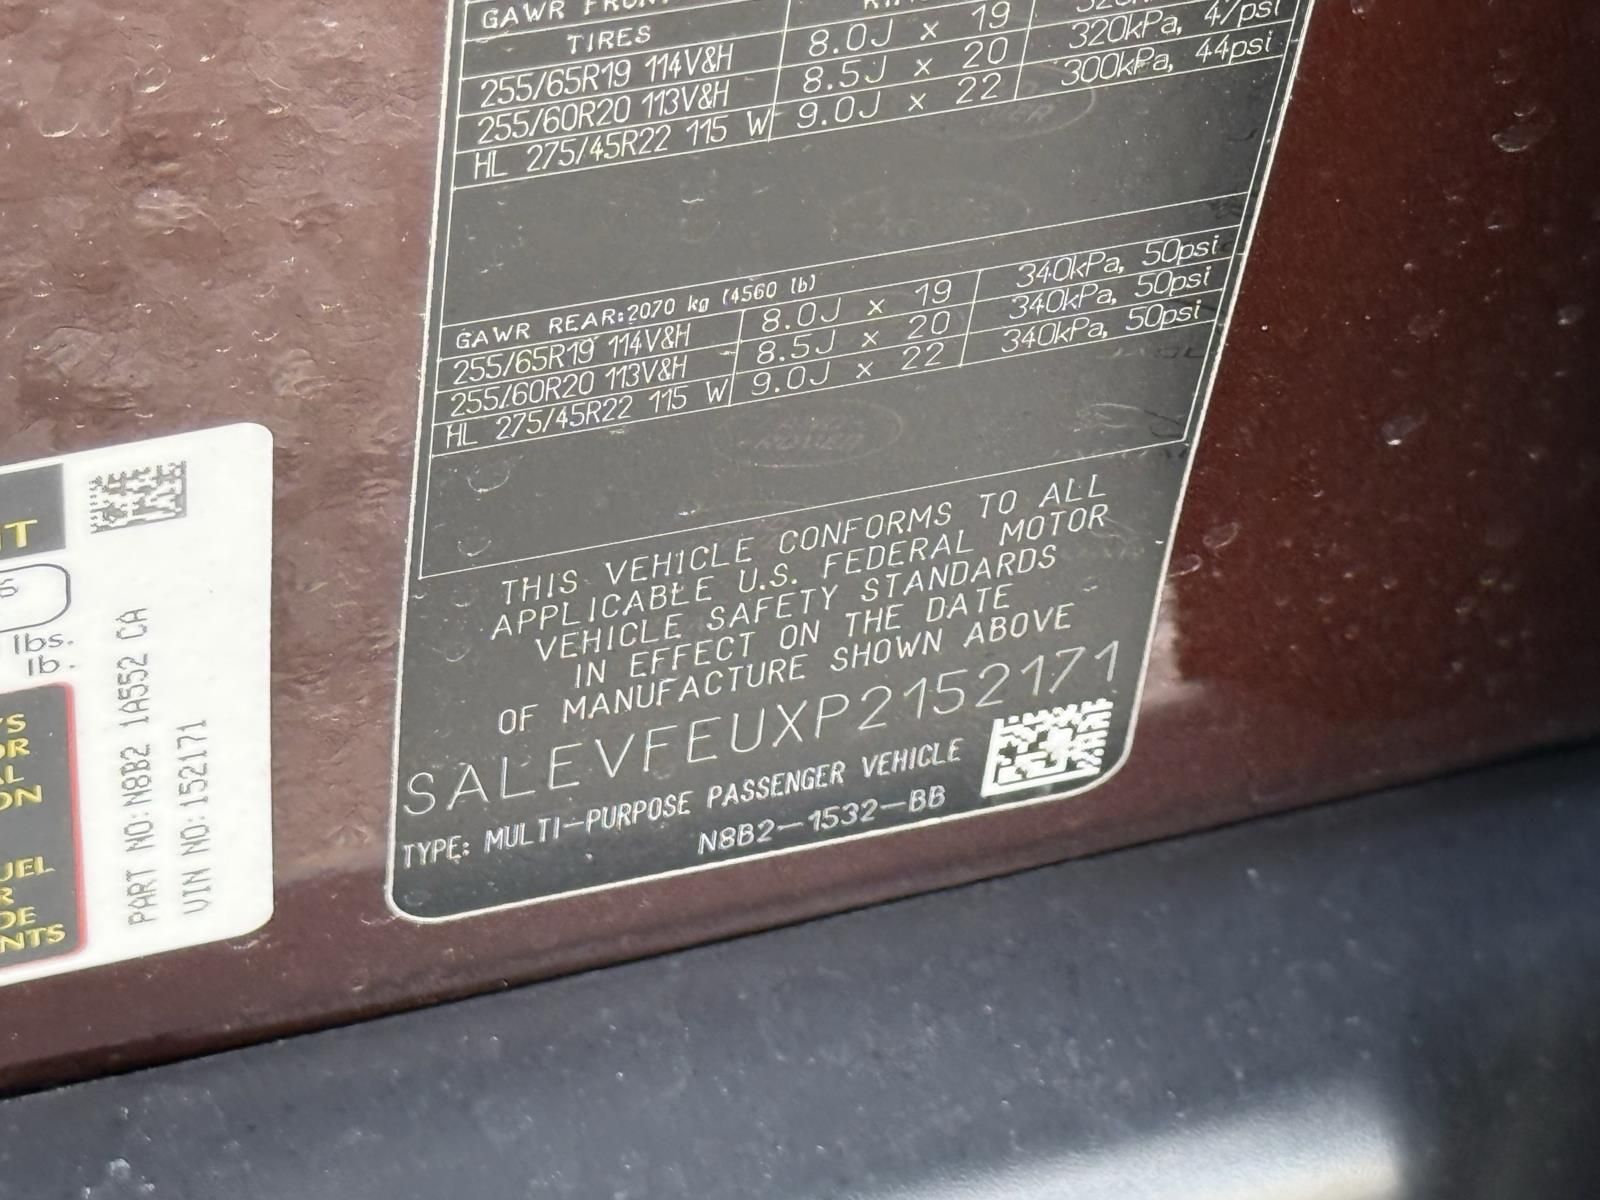 GAWR FRONT
TIRES
255/65R19 114V&H 8.0J x 19
255/60R20 113V&H 8.5J x 20 320kPa, 47psi
HL 275/45R22 115 W 9.0J x 22 300kPa, 44psi
GAWR REAR:2070 kg (4560 lb)
255/65R19 114V&H 8.0J x 19 340kPa, 50psi
255/60R20 113V&H 8.5J x 20 340kPa, 50psi
HL 275/45R22 115 W 9.0J x 22 340kPa, 50psi
THIS VEHICLE CONFORMS TO ALL
APPLICABLE U.S. FEDERAL MOTOR
VEHICLE SAFETY STANDARDS
IN EFFECT ON THE DATE
OF MANUFACTURE SHOWN ABOVE
SALEVFEUXP2152171
TYPE: MULTI-PURPOSE PASSENGER VEHICLE
N8B2-1532-BB
lbs.
lb.
PART NO:N8B2 1A552 CA
VIN NO:152171